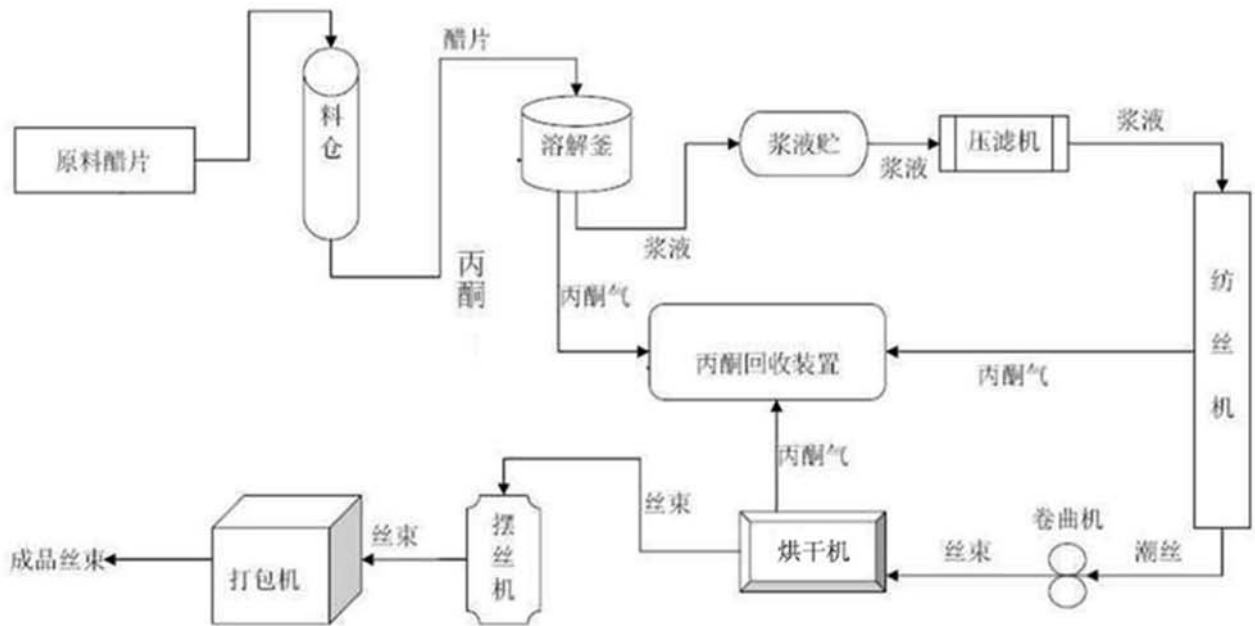 醋片
料仓
原料醋片
溶解釜
浆液贮
压滤机
浆液
浆液
浆液
丙酮
丙酮气
纺丝机
丙酮回收装置
丙酮气
丙酮气
丝束
摆丝机
卷曲机
烘干机
丝束
潮丝
丝束
打包机
成品丝束